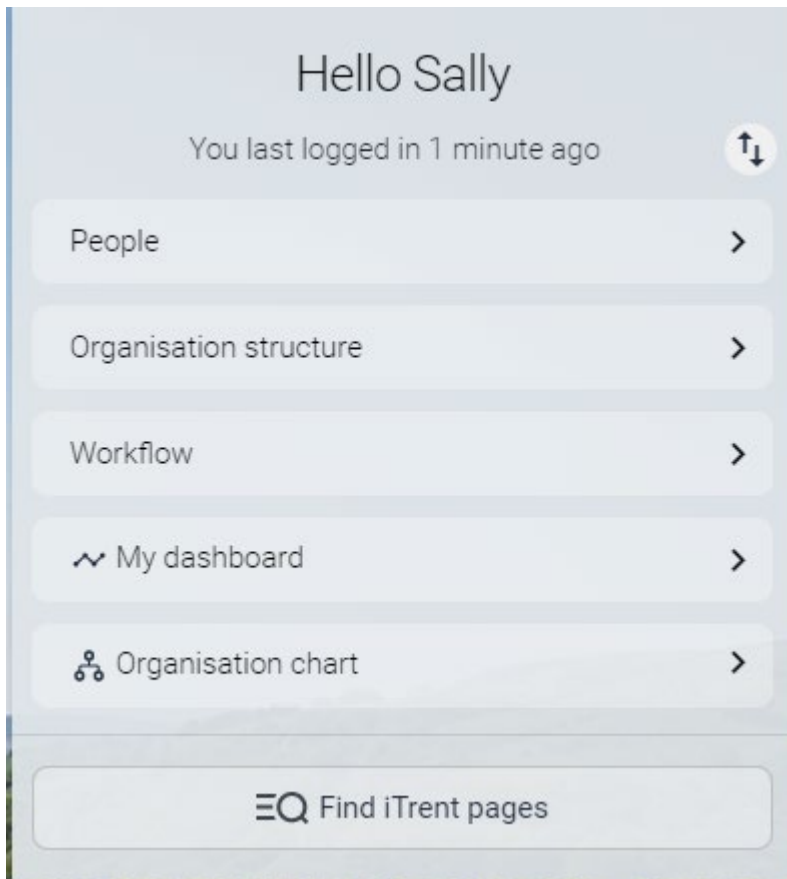 Hello Sally
You last logged in 1 minute ago
People
Organisation structure
Workflow
My dashboard
Organisation chart
Find iTrent pages